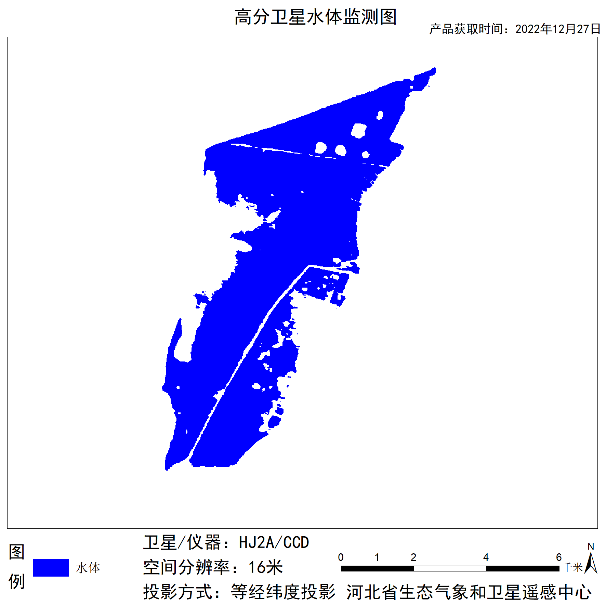 高分卫星水体监测图
产品获取时间：2022年12月27日
图例
水体
卫星/仪器：HJ2A/CCD
空间分辨率：16米
投影方式：等经纬度投影 河北省生态气象和卫星遥感中心
0 1 2 4 6
千米
N